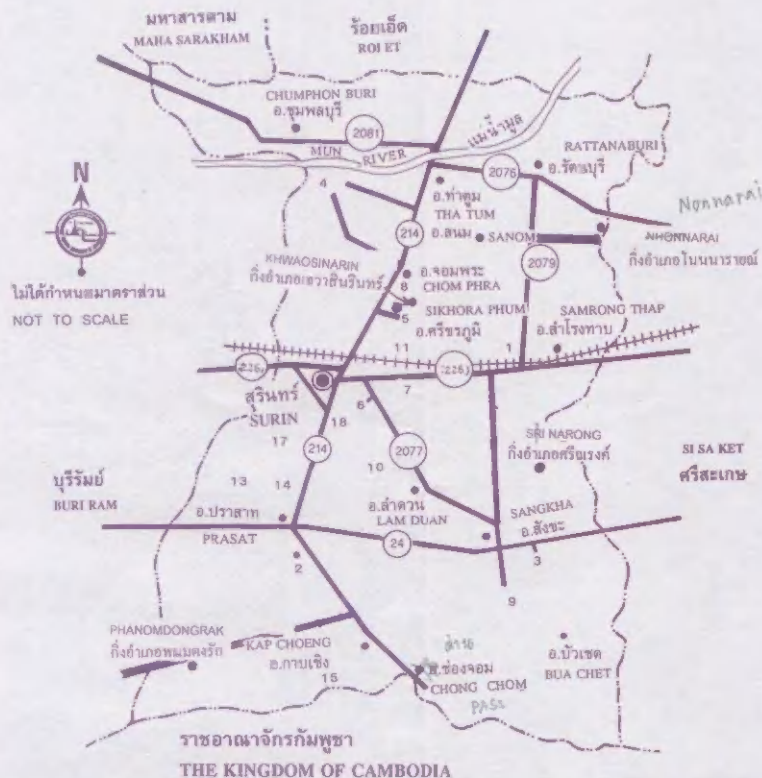 มหาสารคาม
MAHA SARAKHAM
ร้อยเอ็ด
ROI ET
CHUMPHON BURI
อ.ชุมพลบุรี
2081
แม่น้ำมูล
MUN RIVER
RATTANABURI
อ.รัตนบุรี
2076
N
4
อ.ท่าตูม
THA TUM
Nonnarai
NHONNARAI
กิ่งอำเภอโนนนารายณ์
214
อ.สนม
SANOM
2079
KHWAOSINARIN
กิ่งอำเภอเขวาสินรินทร์
อ.จอมพระ
CHOM PHRA
8
ไม่ได้กำหนดมาตราส่วน
NOT TO SCALE
5
SIKHORA PHUM
อ.ศรีขรภูมิ
SAMRONG THAP
อ.สำโรงทาบ
11
1
226
226
สุรินทร์
SURIN
7
6
18
17
214
2077
SRI NARONG
กิ่งอำเภอศรีณรงค์
SI SA KET
ศรีสะเกษ
บุรีรัมย์
BURI RAM
13
14
10
อ.ปราสาท
PRASAT
อ.ลำดวน
LAM DUAN
SANGKHA
อ.สังขะ
24
2
3
9
PHANOMDONGRAK
กิ่งอำเภอพนมดงรัก
KAP CHOENG
อ.กาบเชิง
15
ด่าน
ช่องจอม
CHONG CHOM
PASS
อ.บัวเชด
BUA CHET
ราชอาณาจักรกัมพูชา
THE KINGDOM OF CAMBODIA